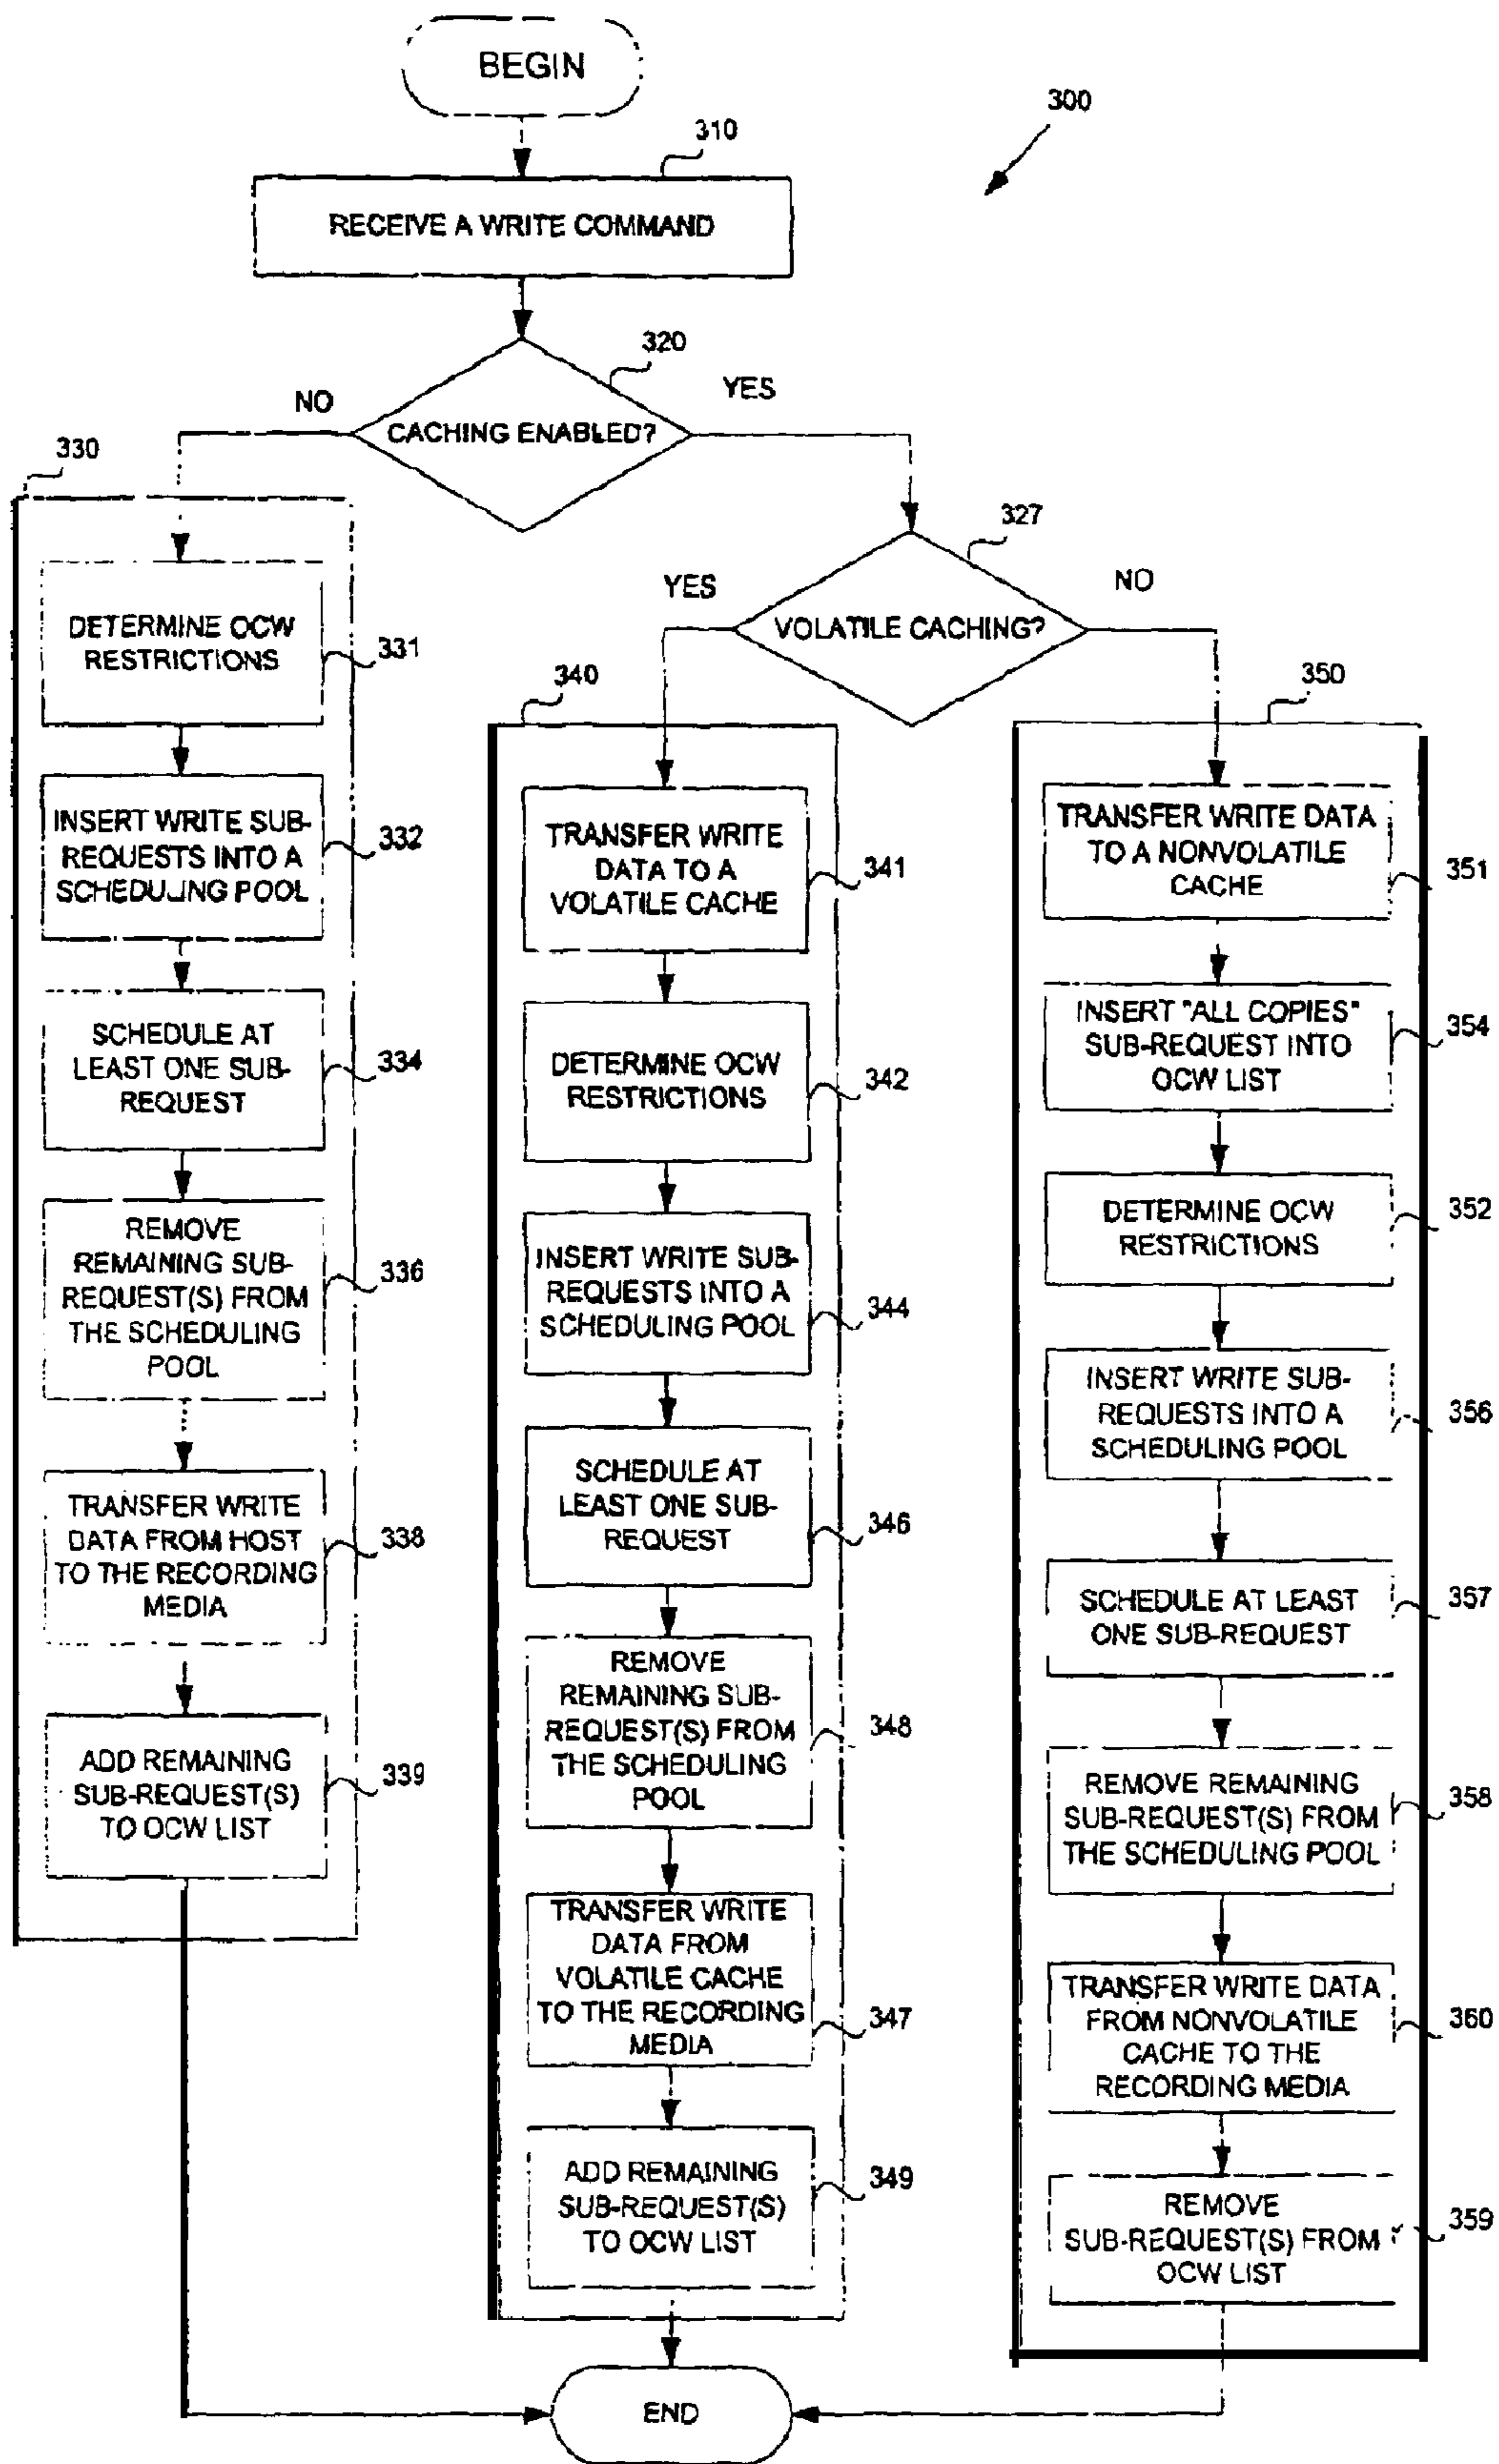 BEGIN
300
310
RECEIVE A WRITE COMMAND
320
NO
YES
CACHING ENABLED?
330
327
YES
NO
VOLATILE CACHING?
DETERMINE OCW
RESTRICTIONS
331
INSERT WRITE SUB-
REQUESTS INTO A
SCHEDULING POOL
332
SCHEDULE AT
LEAST ONE SUB-
REQUEST
334
REMOVE
REMAINING SUB-
REQUEST(S) FROM
THE SCHEDULING
POOL
336
TRANSFER WRITE
DATA FROM HOST
TO THE RECORDING
MEDIA
338
ADD REMAINING
SUB-REQUEST(S)
TO OCW LIST
339
340
TRANSFER WRITE
DATA TO A
VOLATILE CACHE
341
DETERMINE OCW
RESTRICTIONS
342
INSERT WRITE SUB-
REQUESTS INTO A
SCHEDULING POOL
344
SCHEDULE AT
LEAST ONE SUB-
REQUEST
346
REMOVE
REMAINING SUB-
REQUEST(S) FROM
THE SCHEDULING
POOL
348
TRANSFER WRITE
DATA FROM
VOLATILE CACHE
TO THE RECORDING
MEDIA
347
ADD REMAINING
SUB-REQUEST(S)
TO OCW LIST
349
350
TRANSFER WRITE DATA
TO A NONVOLATILE
CACHE
351
INSERT "ALL COPIES"
SUB-REQUEST INTO
OCW LIST
354
DETERMINE OCW
RESTRICTIONS
352
INSERT WRITE SUB-
REQUESTS INTO A
SCHEDULING POOL
356
SCHEDULE AT LEAST
ONE SUB-REQUEST
357
REMOVE REMAINING
SUB-REQUEST(S) FROM
THE SCHEDULING POOL
358
TRANSFER WRITE DATA
FROM NONVOLATILE
CACHE TO THE
RECORDING MEDIA
360
REMOVE
SUB-REQUEST(S) FROM
OCW LIST
359
END